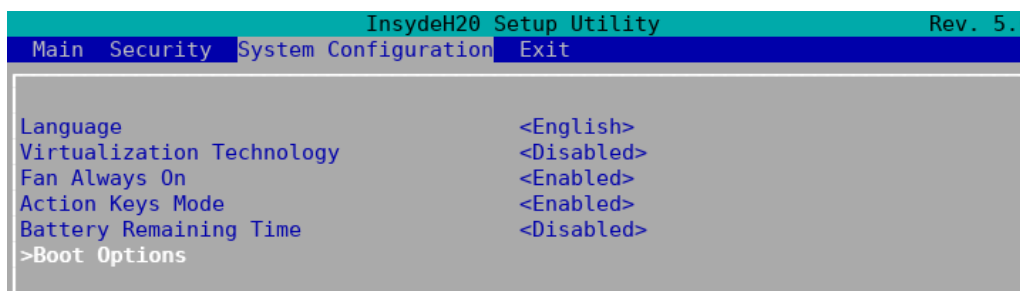 InsydeH20 Setup Utility Rev. 5.
Main Security System Configuration Exit
Language <English>
Virtualization Technology <Disabled>
Fan Always On <Enabled>
Action Keys Mode <Enabled>
Battery Remaining Time <Disabled>
>Boot Options